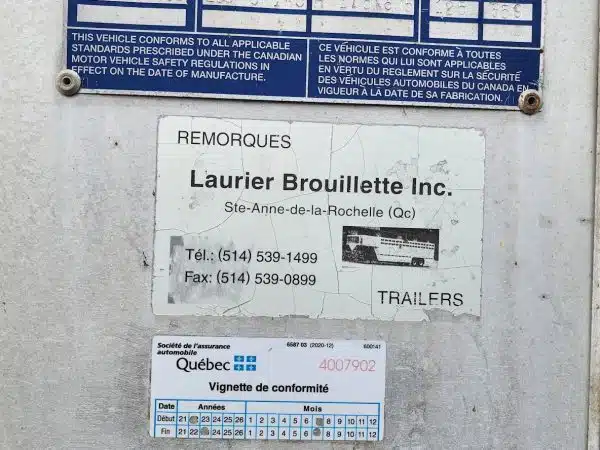 THIS VEHICLE CONFORMS TO ALL APPLICABLE
STANDARDS PRESCRIBED UNDER THE CANADIAN
MOTOR VEHICLE SAFETY REGULATIONS IN
EFFECT ON THE DATE OF MANUFACTURE.
CE VÉHICULE EST CONFORME À TOUTES
LES NORMES QUI LUI SONT APPLICABLES
EN VERTU DU REGLEMENT SUR LA SÉCURITÉ
DES VÉHICULES AUTOMOBILES DU CANADA EN
VIGUEUR À LA DATE DE SA FABRICATION.
REMORQUES
Laurier Brouillette Inc.
Ste-Anne-de-la-Rochelle (Qc)
Tél.: (514) 539-1499
Fax: (514) 539-0899
TRAILERS
Société de l'assurance
automobile
Québec
6587 03 (2020-12)
600141
4007902
Vignette de conformité
Date Années Mois
Début 21 23 24 25 26 1 2 3 4 5 6 8 9 10 11 12
Fin 21 22 24 25 26 1 2 3 4 5 6 8 9 10 11 12